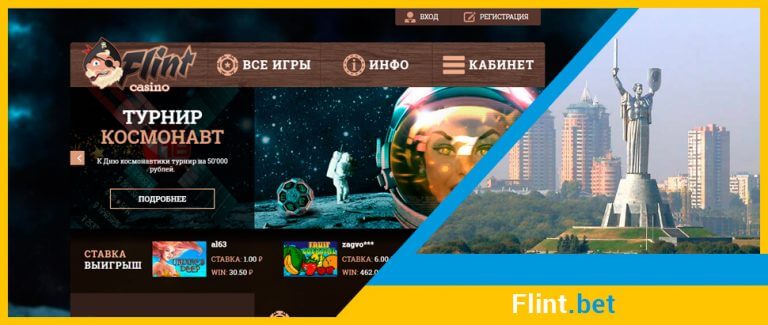 ВХОД
РЕГИСТРАЦИЯ
Flint
casino
ВСЕ ИГРЫ
ИНФО
КАБИНЕТ
ТУРНИР
КОСМОНАВТ
К Дню космонавтики турнир на 50'000
рублей.
ПОДРОБНЕЕ
СТАВКА
ВЫИГРЫШ
al63
СТАВКА: 1.00 ₽
WIN: 30.50 ₽
zagvo***
СТАВКА: 6.00
WIN: 462.0
Flint.bet